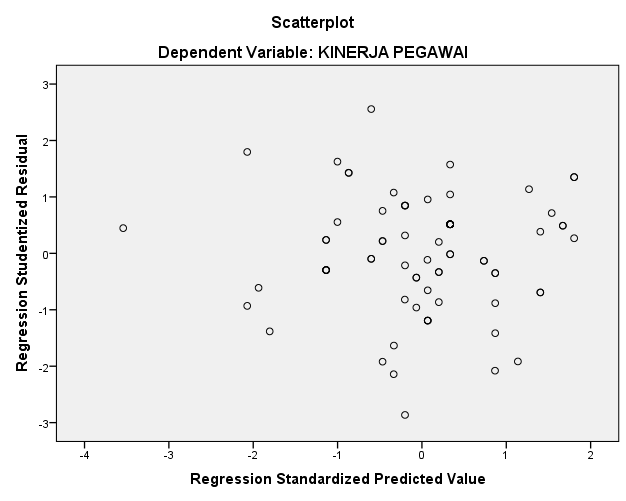 Scatterplot
Dependent Variable: KINERJA PEGAWAI
Regression Studentized Residual
3
2
1
0
-1
-2
-3
-4 -3 -2 -1 0 1 2
Regression Standardized Predicted Value